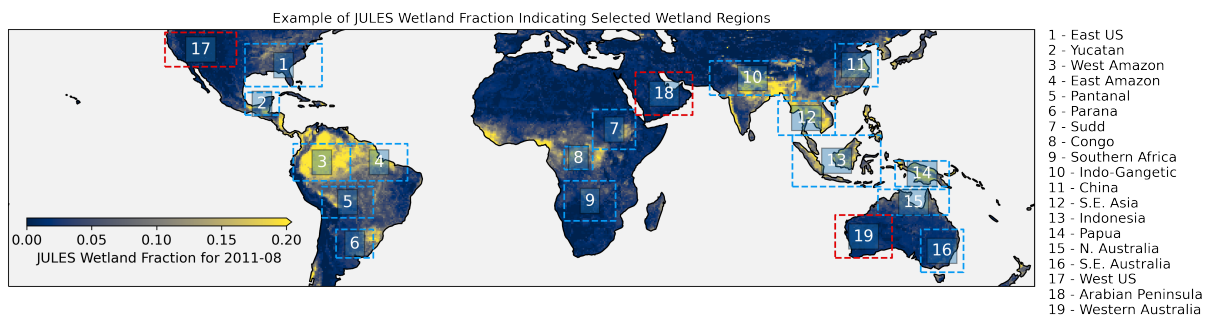 Example of JULES Wetland Fraction Indicating Selected Wetland Regions
17
1
2
3
4
5
6
7
8
9
10
11
12
13
14
15
16
18
19
0.00 0.05 0.10 0.15 0.20
JULES Wetland Fraction for 2011-08
1 - East US
2 - Yucatan
3 - West Amazon
4 - East Amazon
5 - Pantanal
6 - Parana
7 - Sudd
8 - Congo
9 - Southern Africa
10 - Indo-Gangetic
11 - China
12 - S.E. Asia
13 - Indonesia
14 - Papua
15 - N. Australia
16 - S.E. Australia
17 - West US
18 - Arabian Peninsula
19 - Western Australia